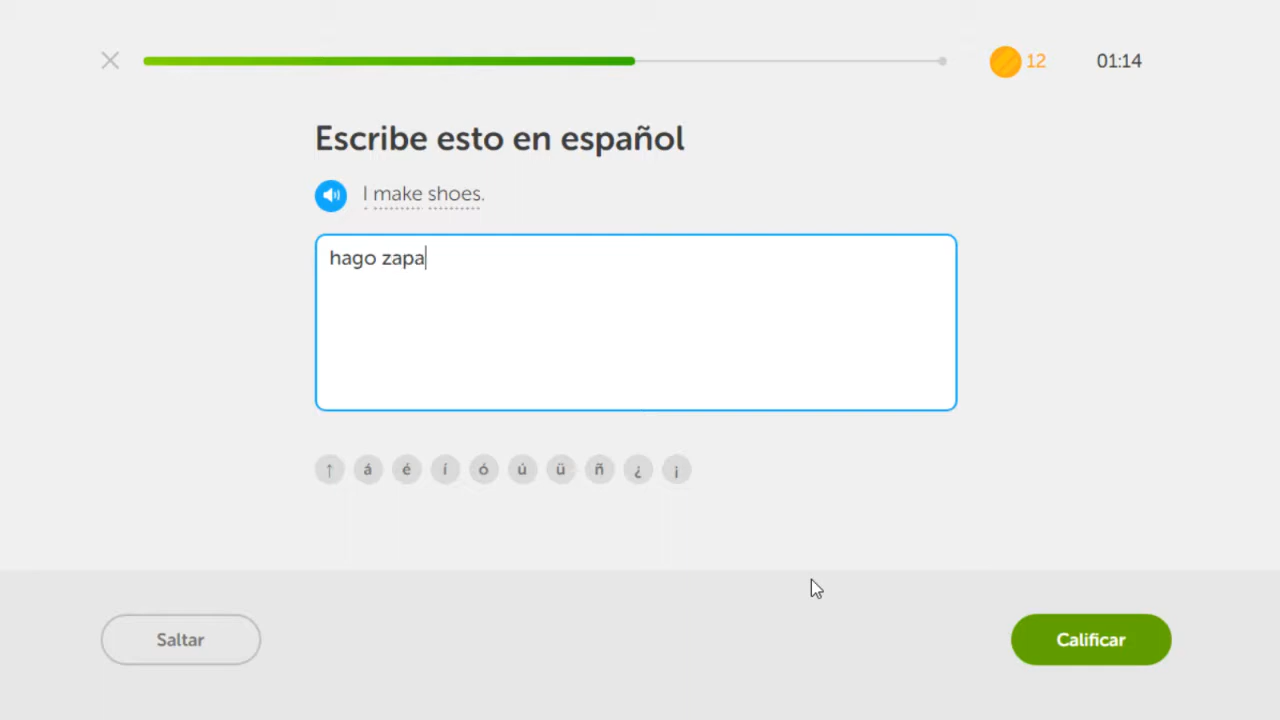 12 01:14
Escribe esto en español
I make shoes.
hago zapa
↑ á é í ó ú ü ñ ¿ ¡
Saltar Calificar